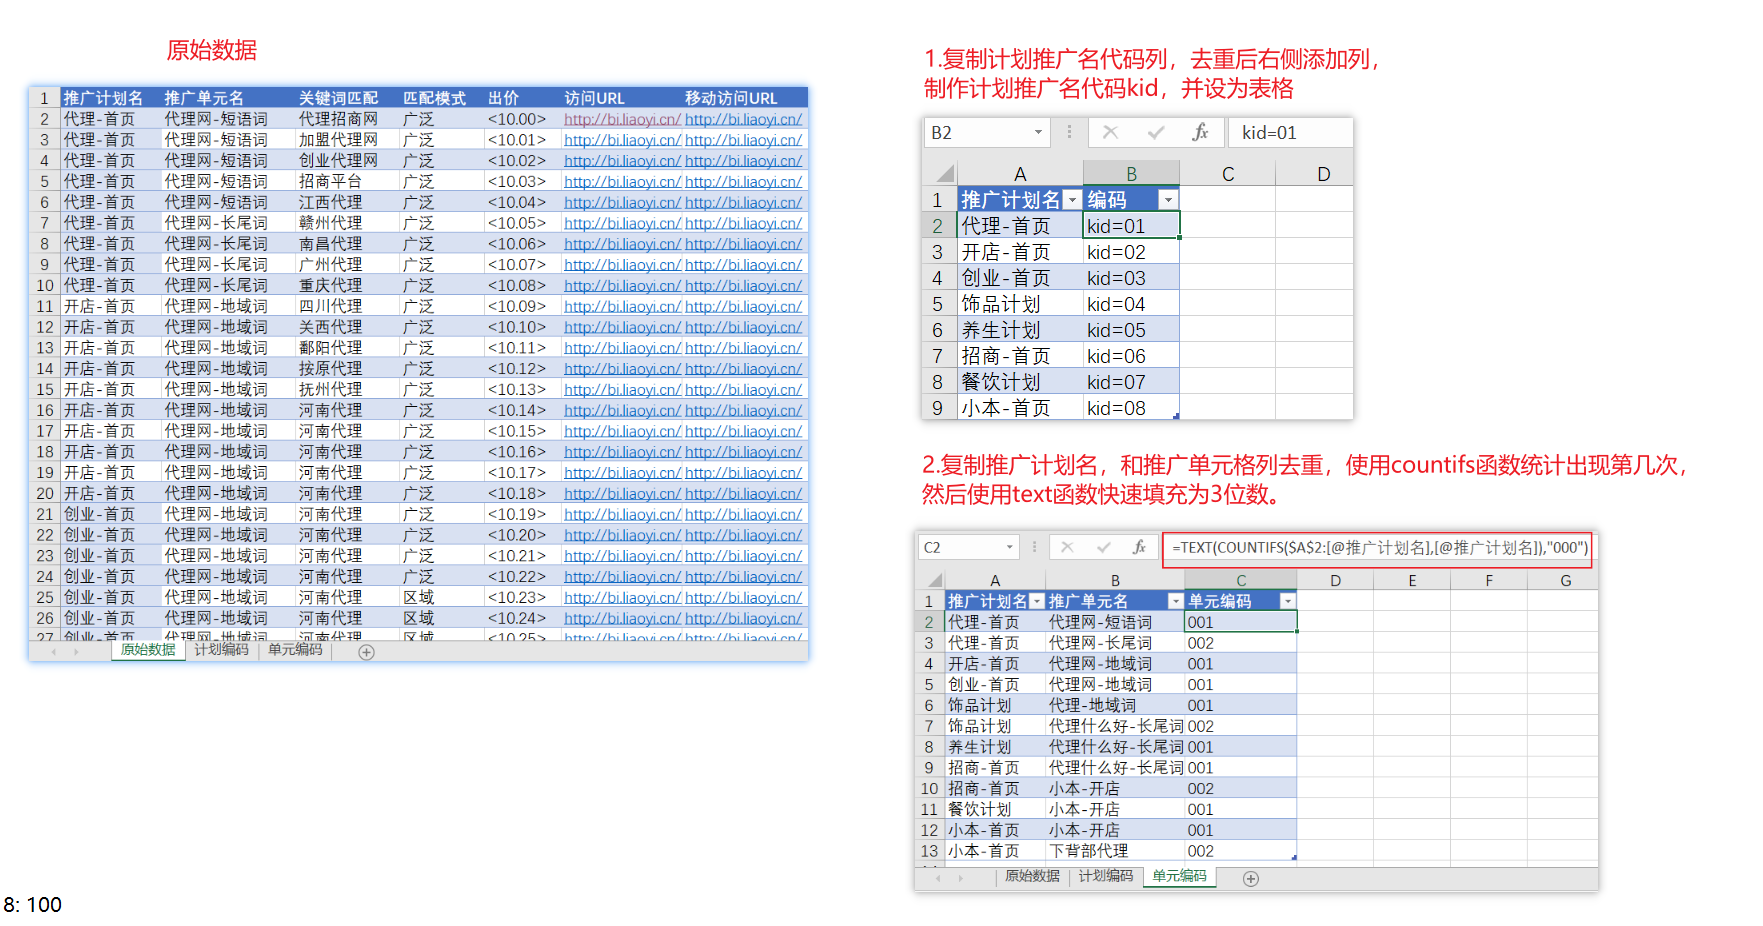 原始数据
1 推广计划名 推广单元名 关键词匹配 匹配模式 出价 访问URL 移动访问URL
2 代理-首页 代理网-短语词 代理招商网 广泛 <10.00> http://bi.liaoyi.cn/ http://bi.liaoyi.cn/
3 代理-首页 代理网-短语词 加盟代理网 广泛 <10.01> http://bi.liaoyi.cn/ http://bi.liaoyi.cn/
4 代理-首页 代理网-短语词 创业代理网 广泛 <10.02> http://bi.liaoyi.cn/ http://bi.liaoyi.cn/
5 代理-首页 代理网-短语词 招商平台 广泛 <10.03> http://bi.liaoyi.cn/ http://bi.liaoyi.cn/
6 代理-首页 代理网-短语词 江西代理 广泛 <10.04> http://bi.liaoyi.cn/ http://bi.liaoyi.cn/
7 代理-首页 代理网-长尾词 赣州代理 广泛 <10.05> http://bi.liaoyi.cn/ http://bi.liaoyi.cn/
8 代理-首页 代理网-长尾词 南昌代理 广泛 <10.06> http://bi.liaoyi.cn/ http://bi.liaoyi.cn/
9 代理-首页 代理网-长尾词 广州代理 广泛 <10.07> http://bi.liaoyi.cn/ http://bi.liaoyi.cn/
10 代理-首页 代理网-长尾词 重庆代理 广泛 <10.08> http://bi.liaoyi.cn/ http://bi.liaoyi.cn/
11 开店-首页 代理网-地域词 四川代理 广泛 <10.09> http://bi.liaoyi.cn/ http://bi.liaoyi.cn/
12 开店-首页 代理网-地域词 关西代理 广泛 <10.10> http://bi.liaoyi.cn/ http://bi.liaoyi.cn/
13 开店-首页 代理网-地域词 鄱阳代理 广泛 <10.11> http://bi.liaoyi.cn/ http://bi.liaoyi.cn/
14 开店-首页 代理网-地域词 按原代理 广泛 <10.12> http://bi.liaoyi.cn/ http://bi.liaoyi.cn/
15 开店-首页 代理网-地域词 抚州代理 广泛 <10.13> http://bi.liaoyi.cn/ http://bi.liaoyi.cn/
16 开店-首页 代理网-地域词 河南代理 广泛 <10.14> http://bi.liaoyi.cn/ http://bi.liaoyi.cn/
17 开店-首页 代理网-地域词 河南代理 广泛 <10.15> http://bi.liaoyi.cn/ http://bi.liaoyi.cn/
18 开店-首页 代理网-地域词 河南代理 广泛 <10.16> http://bi.liaoyi.cn/ http://bi.liaoyi.cn/
19 开店-首页 代理网-地域词 河南代理 广泛 <10.17> http://bi.liaoyi.cn/ http://bi.liaoyi.cn/
20 开店-首页 代理网-地域词 河南代理 广泛 <10.18> http://bi.liaoyi.cn/ http://bi.liaoyi.cn/
21 创业-首页 代理网-地域词 河南代理 广泛 <10.19> http://bi.liaoyi.cn/ http://bi.liaoyi.cn/
22 创业-首页 代理网-地域词 河南代理 广泛 <10.20> http://bi.liaoyi.cn/ http://bi.liaoyi.cn/
23 创业-首页 代理网-地域词 河南代理 广泛 <10.21> http://bi.liaoyi.cn/ http://bi.liaoyi.cn/
24 创业-首页 代理网-地域词 河南代理 广泛 <10.22> http://bi.liaoyi.cn/ http://bi.liaoyi.cn/
25 创业-首页 代理网-地域词 河南代理 区域 <10.23> http://bi.liaoyi.cn/ http://bi.liaoyi.cn/
26 创业-首页 代理网-地域词 河南代理 区域 <10.24> http://bi.liaoyi.cn/ http://bi.liaoyi.cn/
27 创业-首页 代理网-地域词 河南代理 区域 <10.25> http://bi.liaoyi.cn/ http://bi.liaoyi.cn/
原始数据 计划编码 单元编码
8: 100
1.复制计划推广名代码列，去重后右侧添加列，
制作计划推广名代码kid，并设为表格
B2 fx kid=01
A B C D
1 推广计划名 编码
2 代理-首页 kid=01
3 开店-首页 kid=02
4 创业-首页 kid=03
5 饰品计划 kid=04
6 养生计划 kid=05
7 招商-首页 kid=06
8 餐饮计划 kid=07
9 小本-首页 kid=08
2.复制推广计划名，和推广单元格列去重，使用countifs函数统计出现第几次，
然后使用text函数快速填充为3位数。
C2 fx =TEXT(COUNTIFS($A$2:[@推广计划名],[@推广计划名]),"000")
A B C D E F G
1 推广计划名 推广单元名 单元编码
2 代理-首页 代理网-短语词 001
3 代理-首页 代理网-长尾词 002
4 开店-首页 代理网-地域词 001
5 创业-首页 代理网-地域词 001
6 饰品计划 代理-地域词 001
7 饰品计划 代理什么好-长尾词 002
8 养生计划 代理什么好-长尾词 001
9 招商-首页 代理什么好-长尾词 001
10 招商-首页 小本-开店 002
11 餐饮计划 小本-开店 001
12 小本-首页 小本-开店 001
13 小本-首页 下背部代理 002
原始数据 计划编码 单元编码